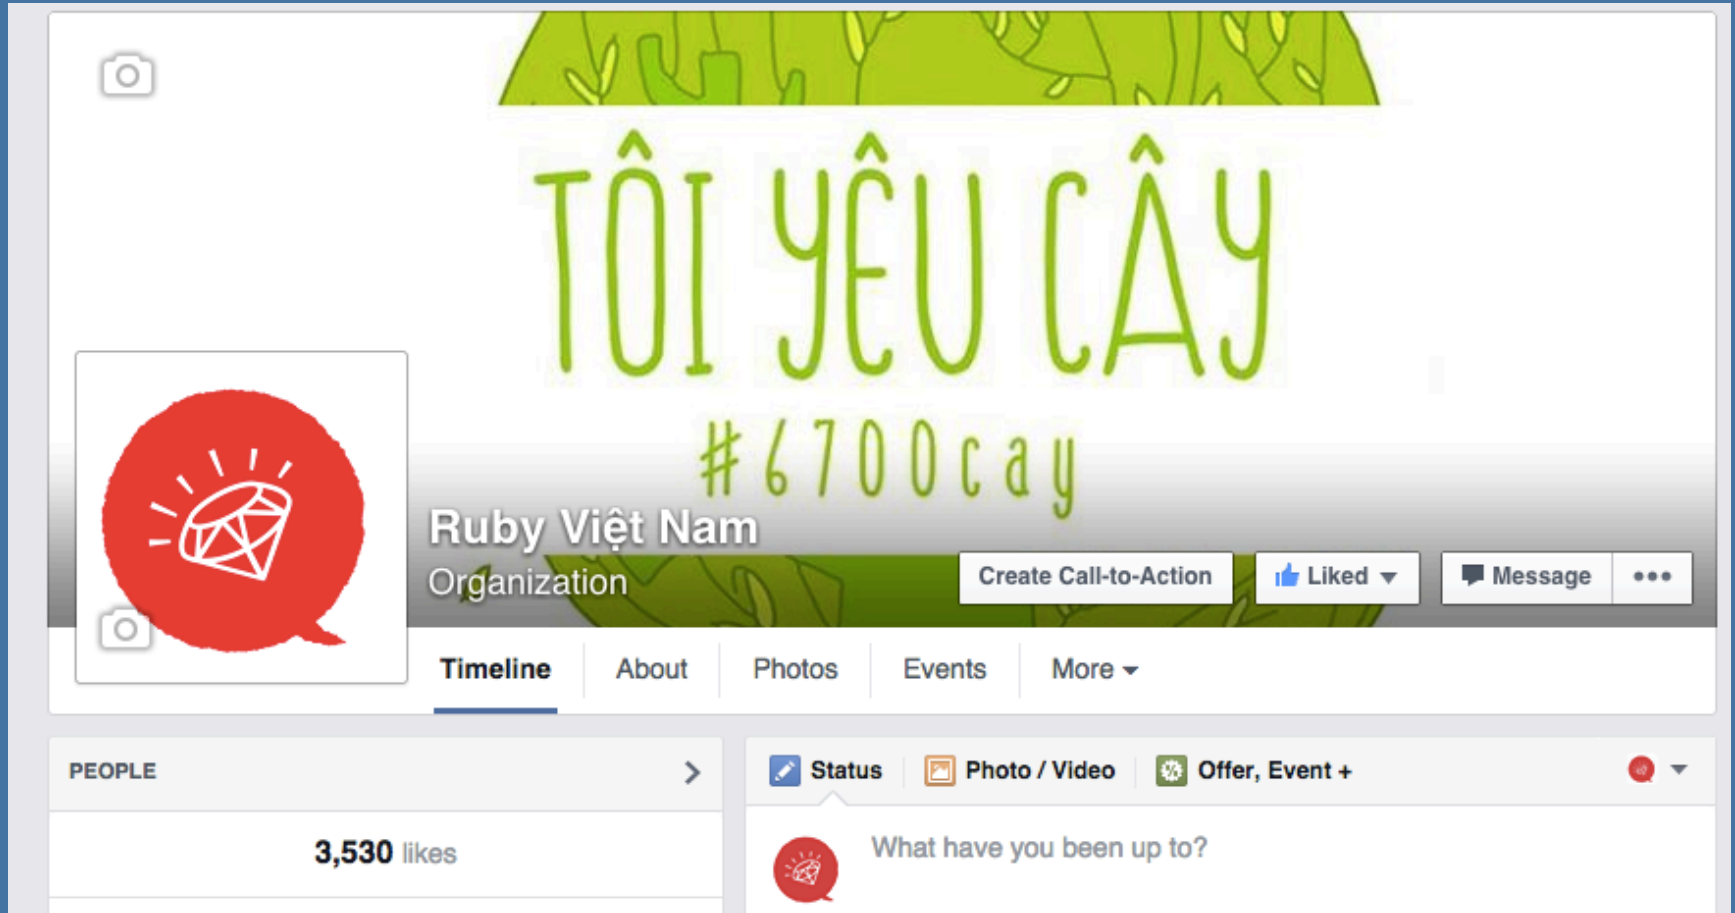 TÔI YÊU CÂY
#6700cay
Ruby Việt Nam
Organization
Create Call-to-Action
Liked
Message
Timeline
About
Photos
Events
More
PEOPLE
3,530 likes
Status
Photo / Video
Offer, Event +
What have you been up to?